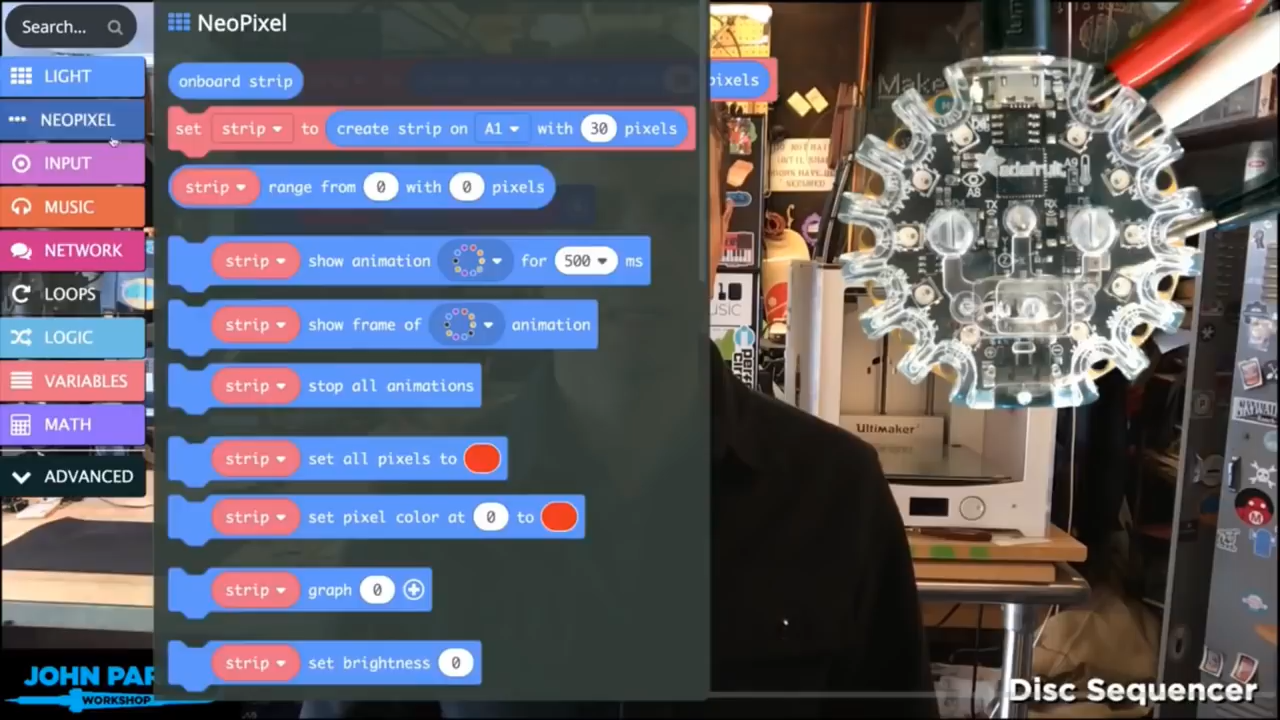 Search...
LIGHT
NEOPIXEL
INPUT
MUSIC
NETWORK
LOOPS
LOGIC
VARIABLES
MATH
ADVANCED
NeoPixel
onboard strip
set strip to create strip on A1 with 30 pixels
strip range from 0 with 0 pixels
strip show animation for 500 ms
strip show frame of animation
strip stop all animations
strip set all pixels to
strip set pixel color at 0 to
strip graph 0
strip set brightness 0
pixels
Make
adafruit
Ultimaker
JOHN PAR
WORKSHOP
Disc Sequencer